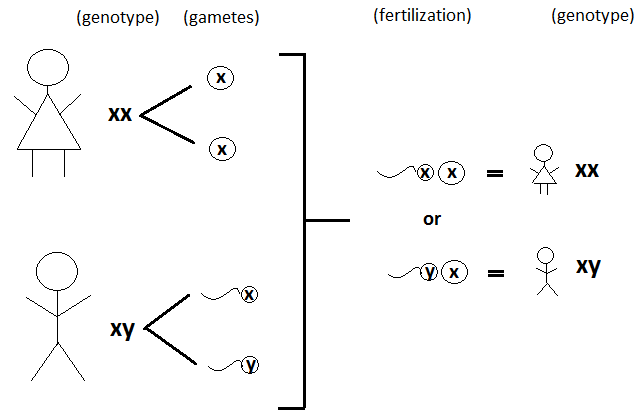 (genotype) (gametes) (fertilization) (genotype)
x
xx
x
x x = xx
or
y x = xy
x
xy
y